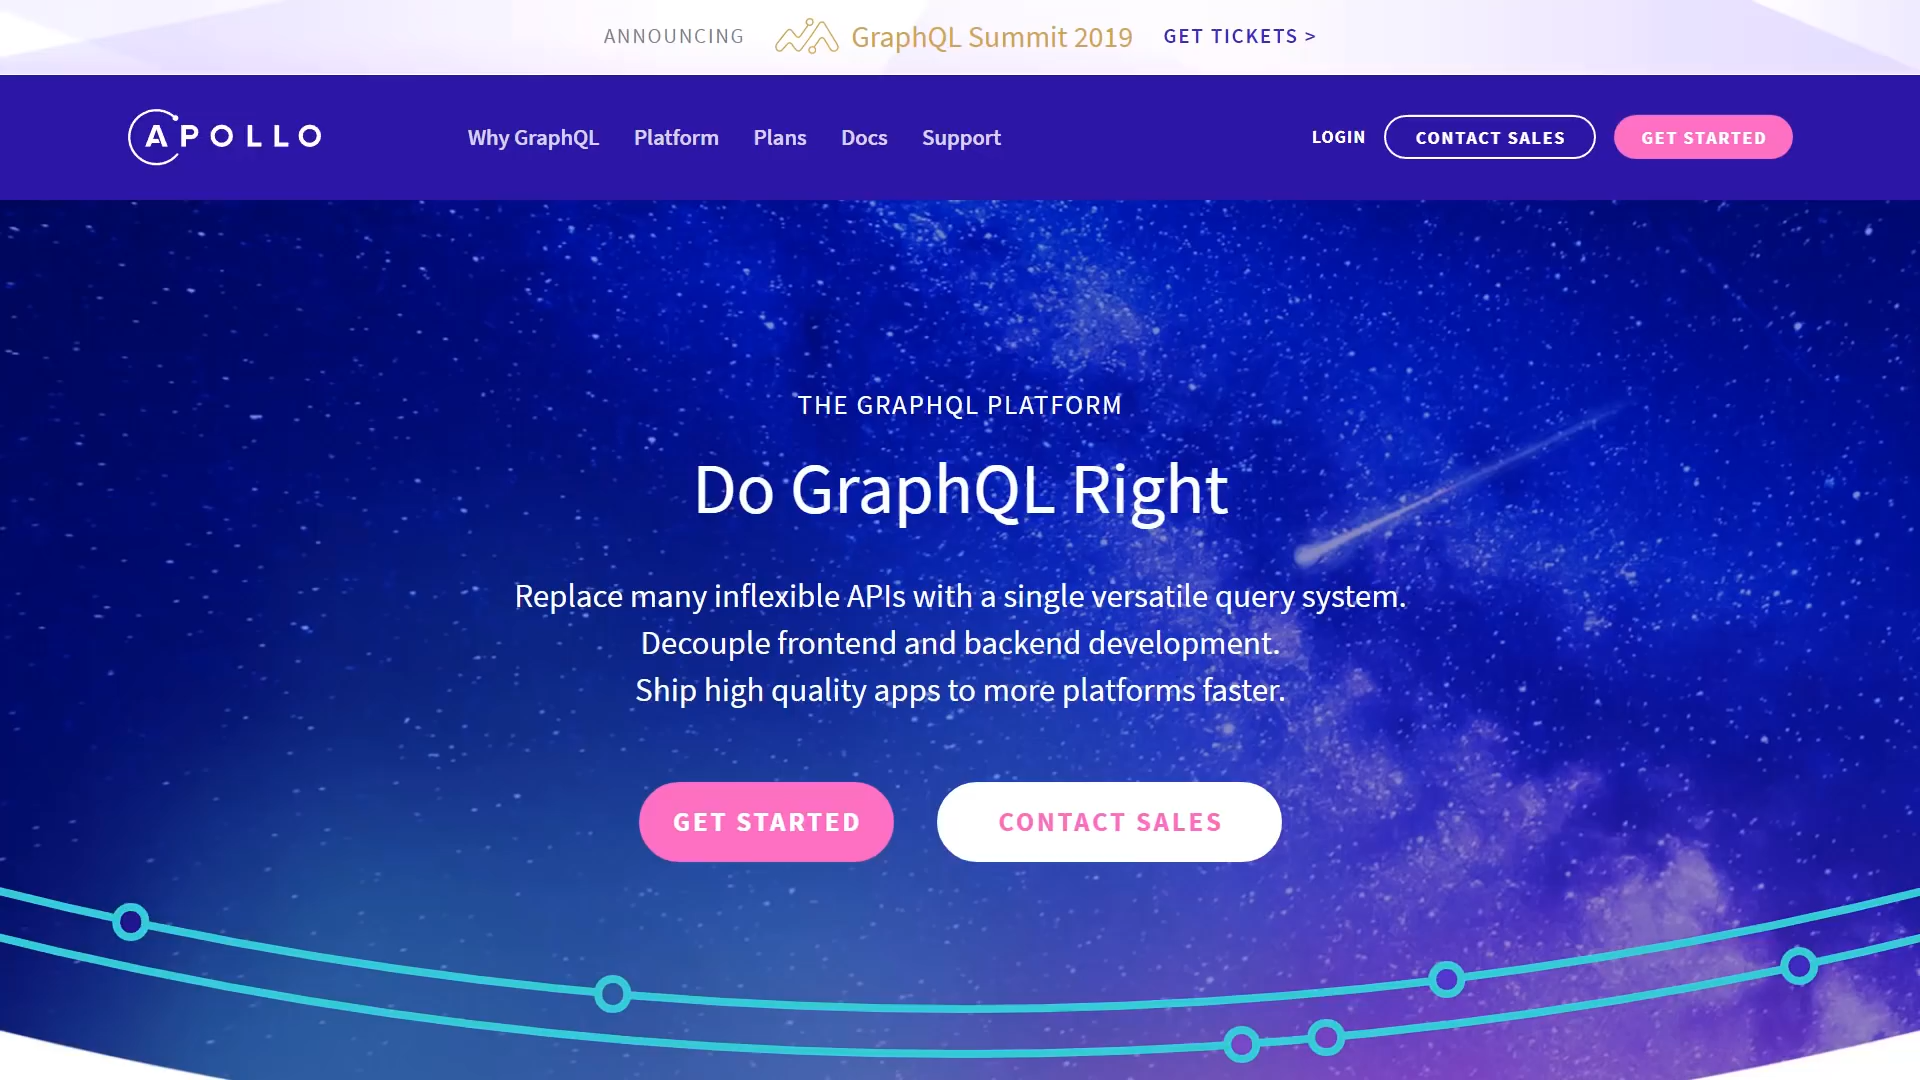 ANNOUNCING GraphQL Summit 2019 GET TICKETS >
APOLLO Why GraphQL Platform Plans Docs Support LOGIN CONTACT SALES GET STARTED
THE GRAPHQL PLATFORM
Do GraphQL Right
Replace many inflexible APIs with a single versatile query system.
Decouple frontend and backend development.
Ship high quality apps to more platforms faster.
GET STARTED CONTACT SALES